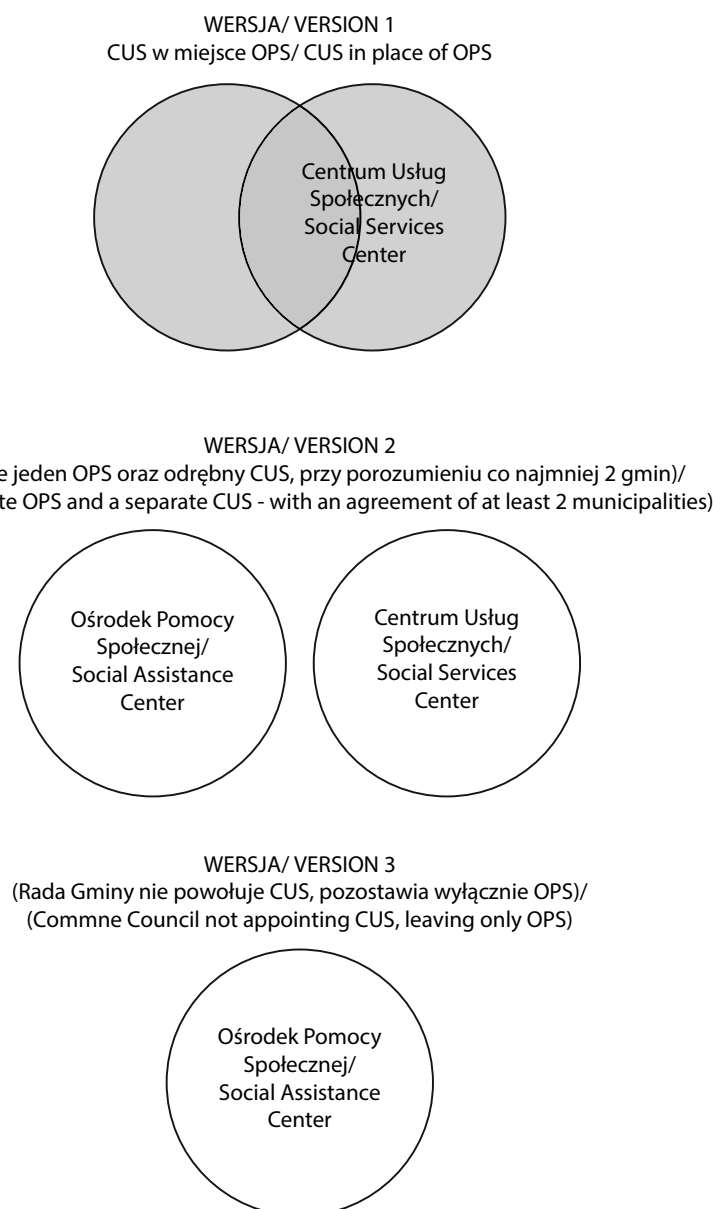 WERSJA/ VERSION 1
CUS w miejsce OPS/ CUS in place of OPS
Centrum Usług
Społecznych/
Social Services
Center
WERSJA/ VERSION 2
e jeden OPS oraz odrębny CUS, przy porozumieniu co najmniej 2 gmin)/
te OPS and a separate CUS - with an agreement of at least 2 municipalities)
Ośrodek Pomocy
Społecznej/
Social Assistance
Center
Centrum Usług
Społecznych/
Social Services
Center
WERSJA/ VERSION 3
(Rada Gminy nie powołuje CUS, pozostawia wyłącznie OPS)/
(Commne Council not appointing CUS, leaving only OPS)
Ośrodek Pomocy
Społecznej/
Social Assistance
Center